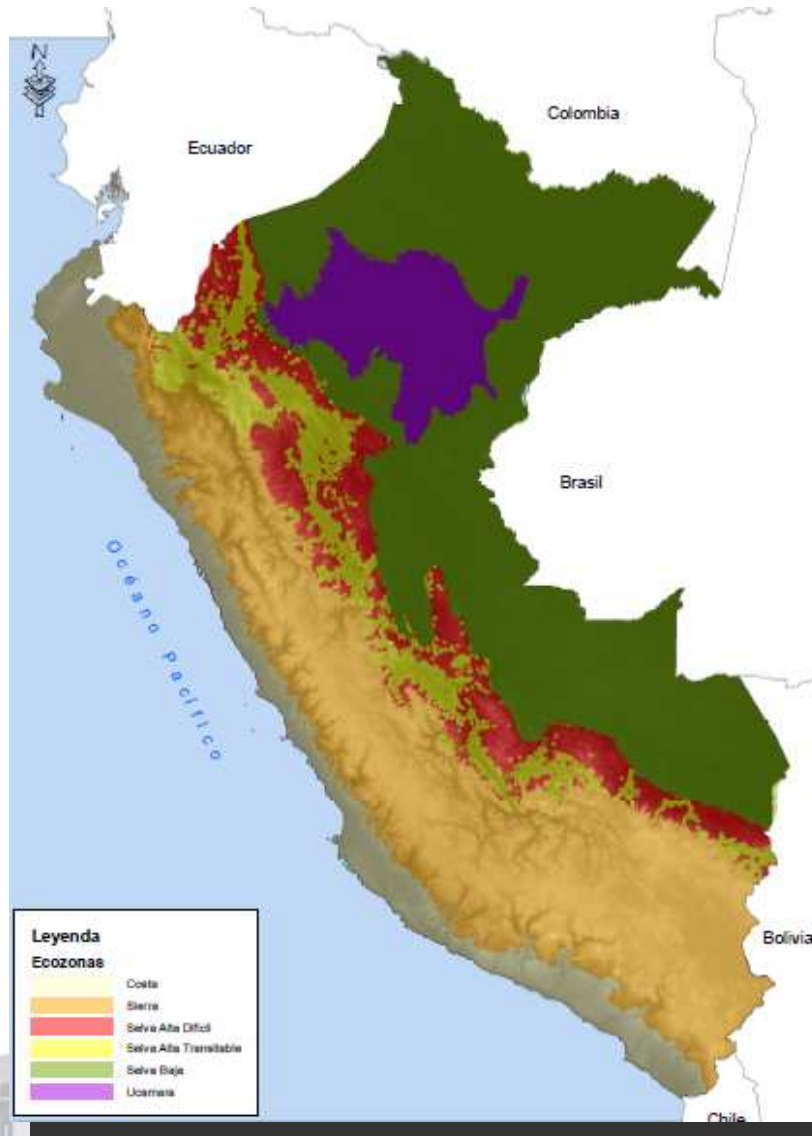 N
Colombia
Ecuador
Brasil
Océano Pacífico
Bolivia
Chile
Leyenda
Ecozonas
Costa
Sierra
Selva Alta Difícil
Selva Alta Transitable
Selva Baja
Ucamara